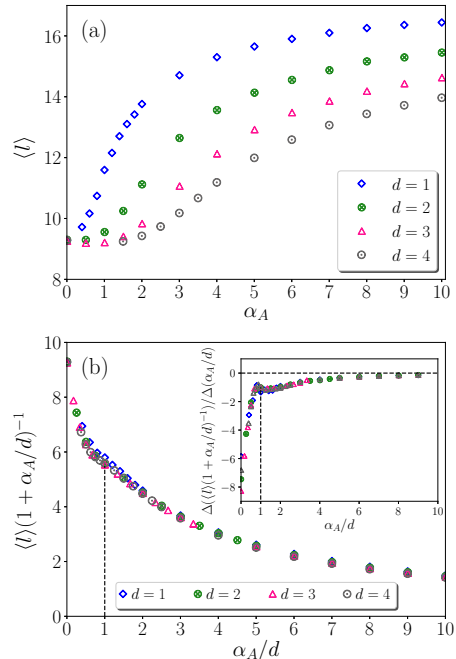 (a)
16
14
12
10
8
⟨l⟩
d = 1
d = 2
d = 3
d = 4
0 1 2 3 4 5 6 7 8 9 10
α_A
(b)
10
8
6
4
2
0
⟨l⟩(1 + α_A/d)⁻¹
0
−2
−4
−6
−8
Δ(⟨l⟩(1 + α_A/d)⁻¹)/Δ(α_A/d)
0 1 2 4 6 8 10
α_A/d
d = 1 d = 2 d = 3 d = 4
0 1 2 3 4 5 6 7 8 9 10
α_A/d